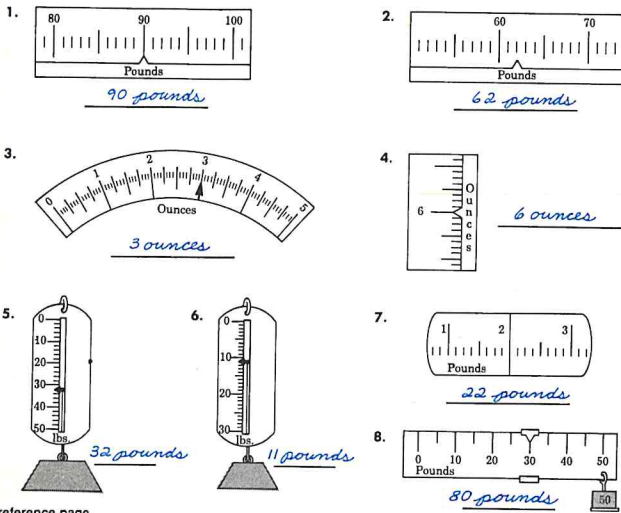 1.
80 90 100
Pounds
90 pounds
2.
60 70
Pounds
62 pounds
3.
0 1 2 3 4 5
Ounces
3 ounces
4.
6
Ounces
6 ounces
5.
0
10
20
30
40
50
lbs.
32 pounds
6.
0
10
20
30
lbs.
11 pounds
7.
1 2 3
Pounds
22 pounds
8.
0 10 20 30 40 50
Pounds
50
80 pounds
reference page